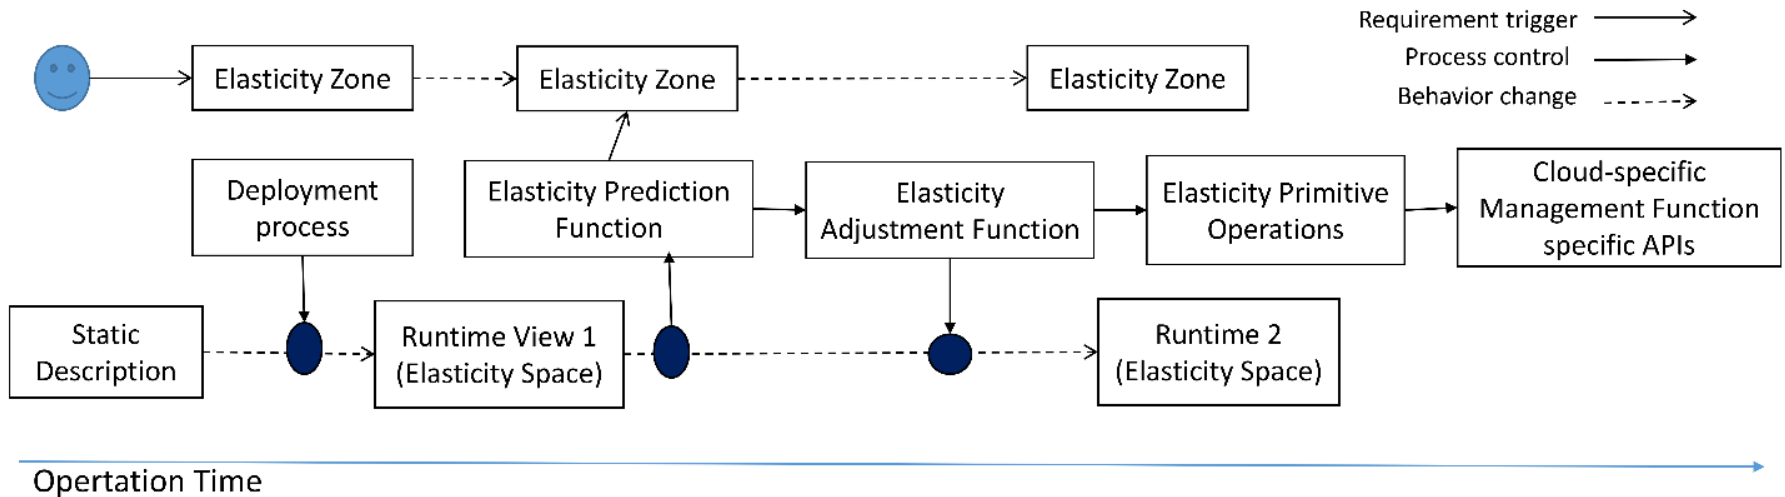 Requirement trigger
Process control
Behavior change
Elasticity Zone
Elasticity Zone
Elasticity Zone
Deployment
process
Elasticity Prediction
Function
Elasticity
Adjustment Function
Elasticity Primitive
Operations
Cloud-specific
Management Function
specific APIs
Static
Description
Runtime View 1
(Elasticity Space)
Runtime 2
(Elasticity Space)
Opertation Time